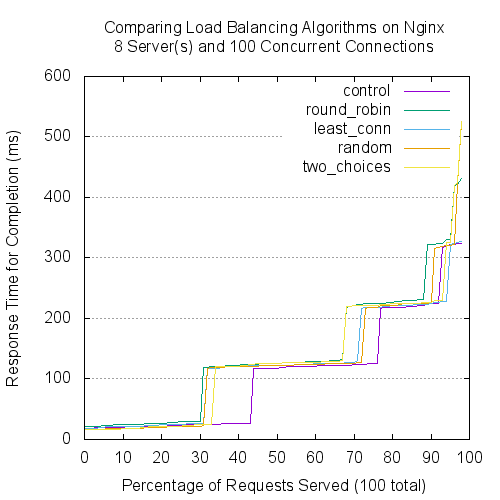 Comparing Load Balancing Algorithms on Nginx
8 Server(s) and 100 Concurrent Connections
control
round_robin
least_conn
random
two_choices
Response Time for Completion (ms)
600
500
400
300
200
100
0
0 10 20 30 40 50 60 70 80 90 100
Percentage of Requests Served (100 total)